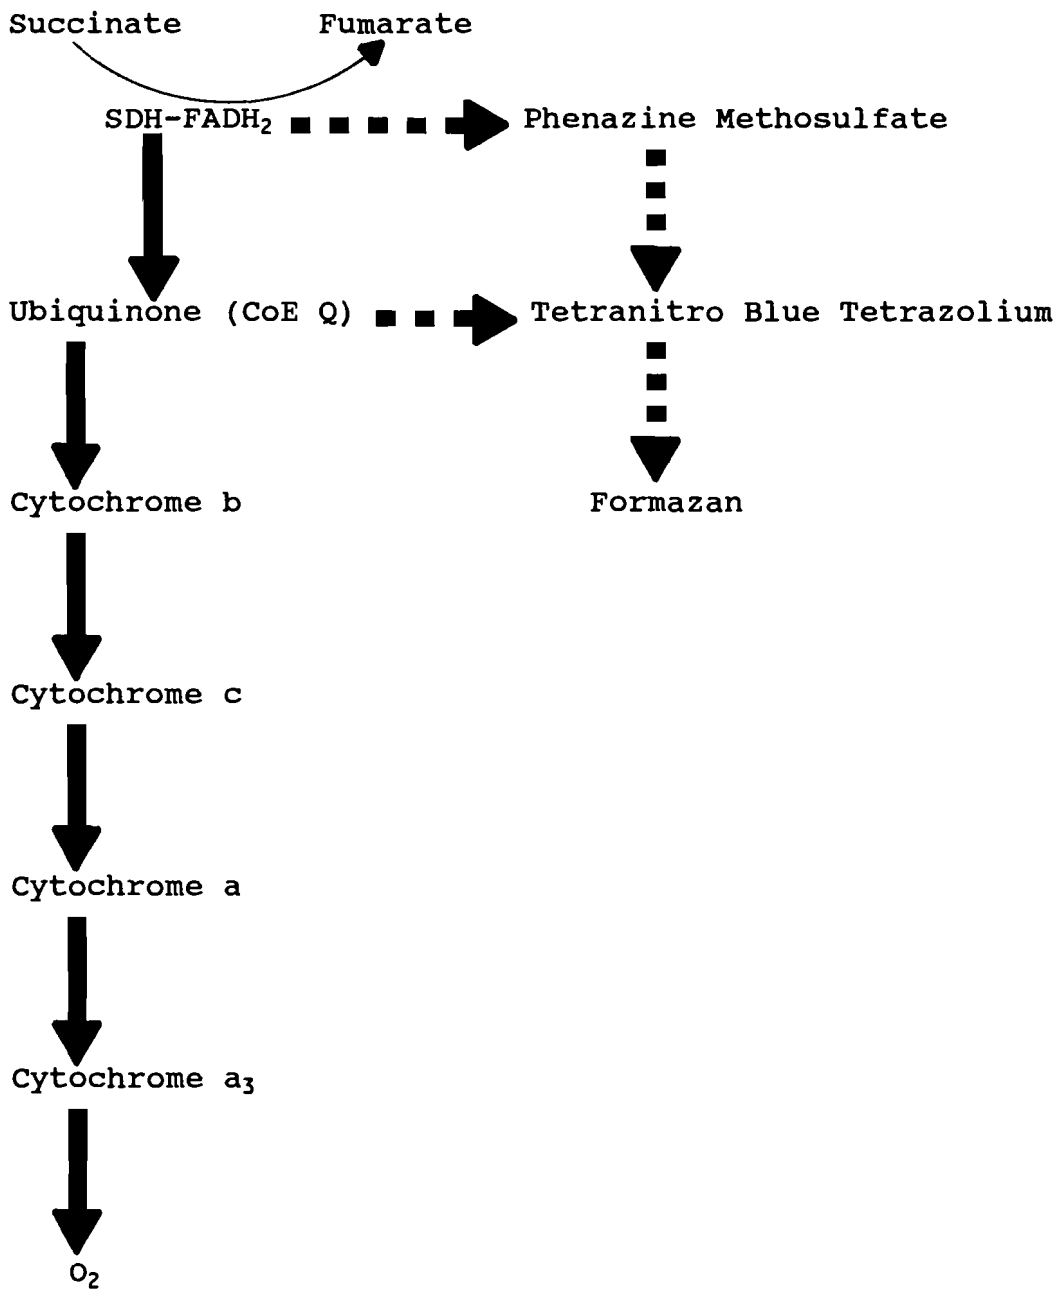 Succinate Fumarate
SDH-FADH₂ Phenazine Methosulfate
Ubiquinone (CoE Q) Tetranitro Blue Tetrazolium
Cytochrome b Formazan
Cytochrome c
Cytochrome a
Cytochrome a₃
O₂